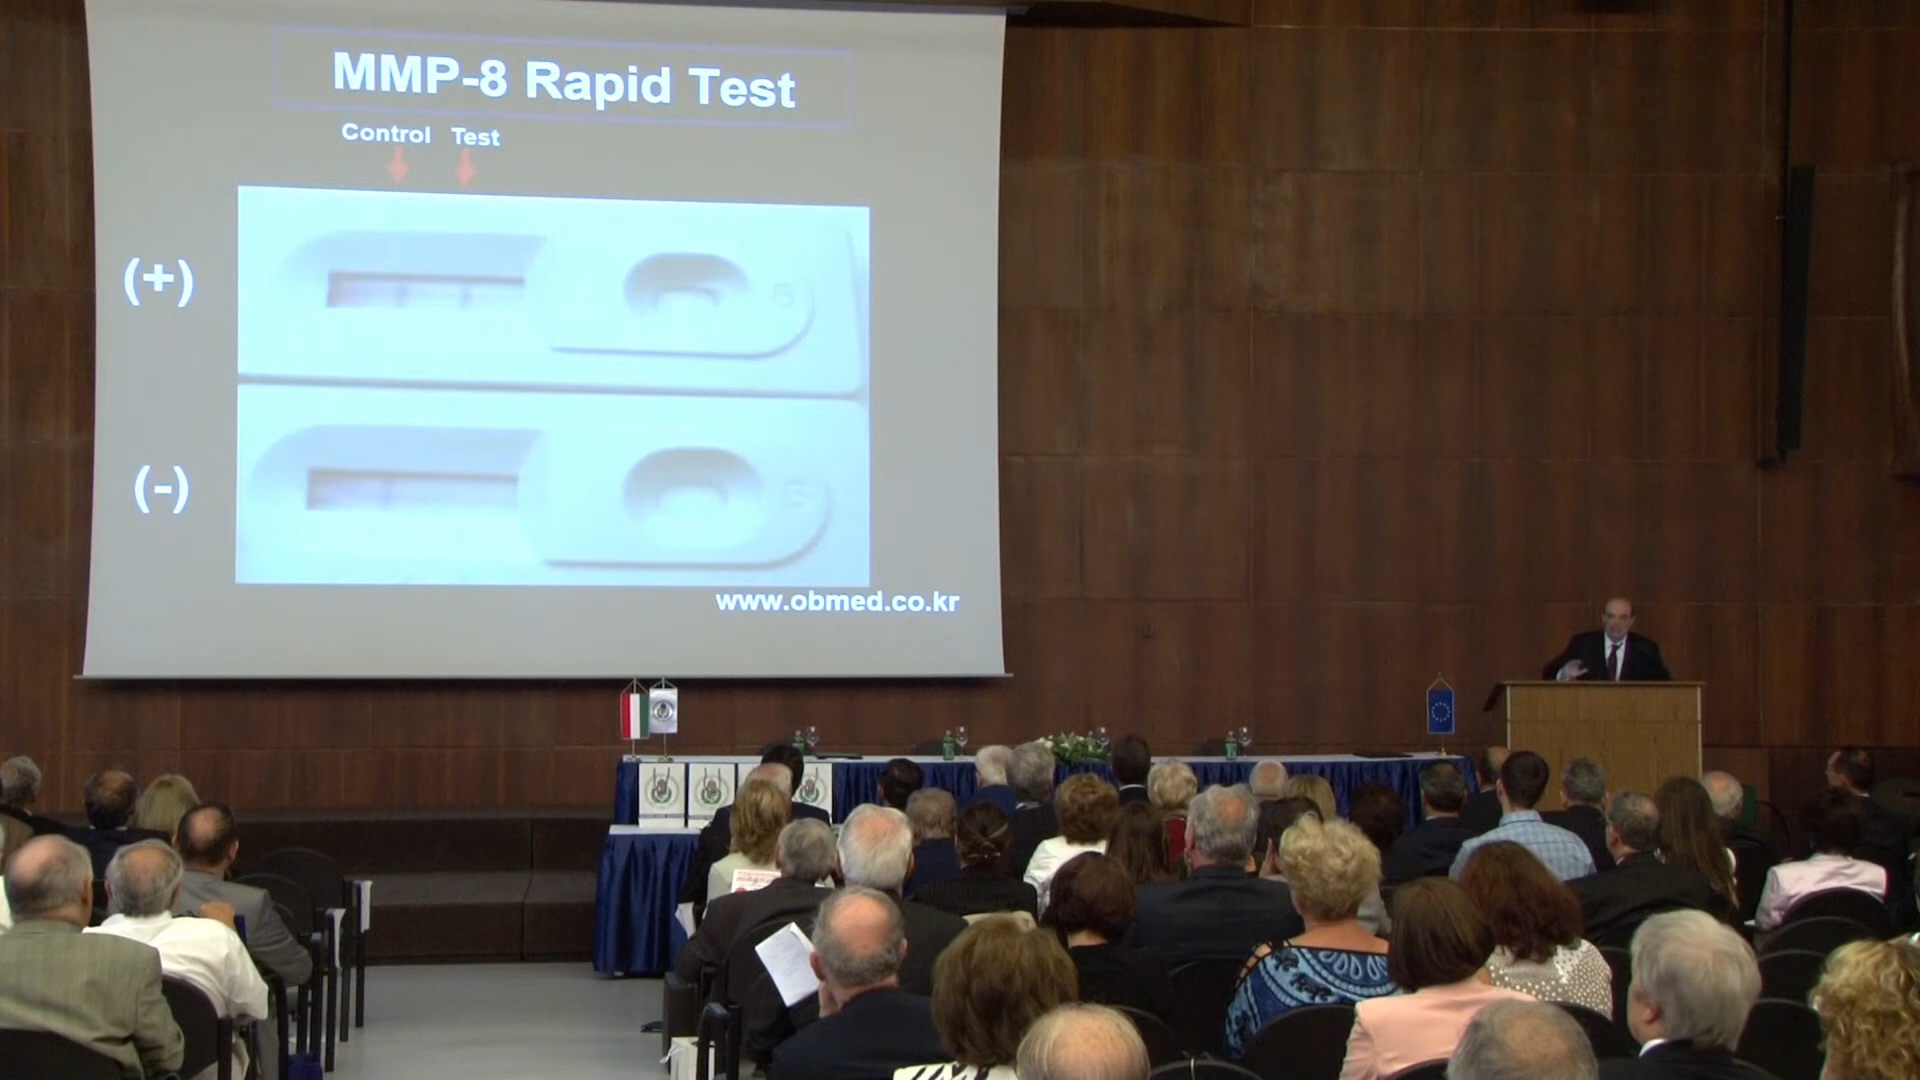 MMP-8 Rapid Test
Control Test
(+)
S
(-)
S
www.obmed.co.kr